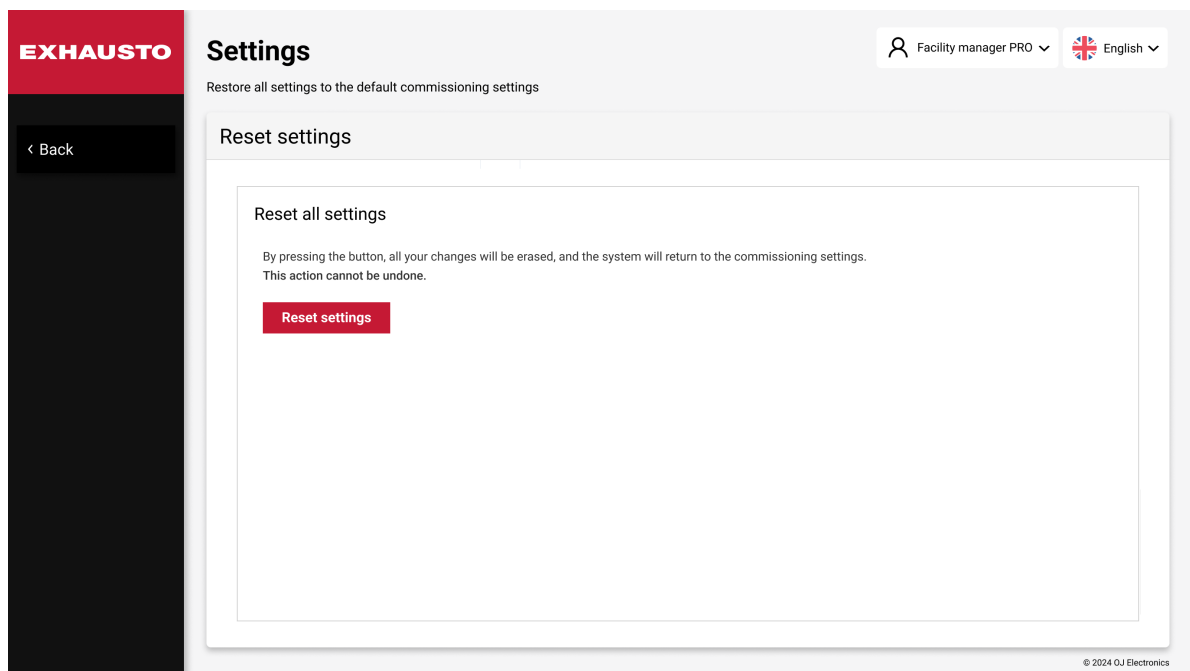 EXHAUSTO
Settings
Facility manager PRO
English
Restore all settings to the default commissioning settings
< Back
Reset settings
Reset all settings
By pressing the button, all your changes will be erased, and the system will return to the commissioning settings.
This action cannot be undone.
Reset settings
© 2024 OJ Electronics